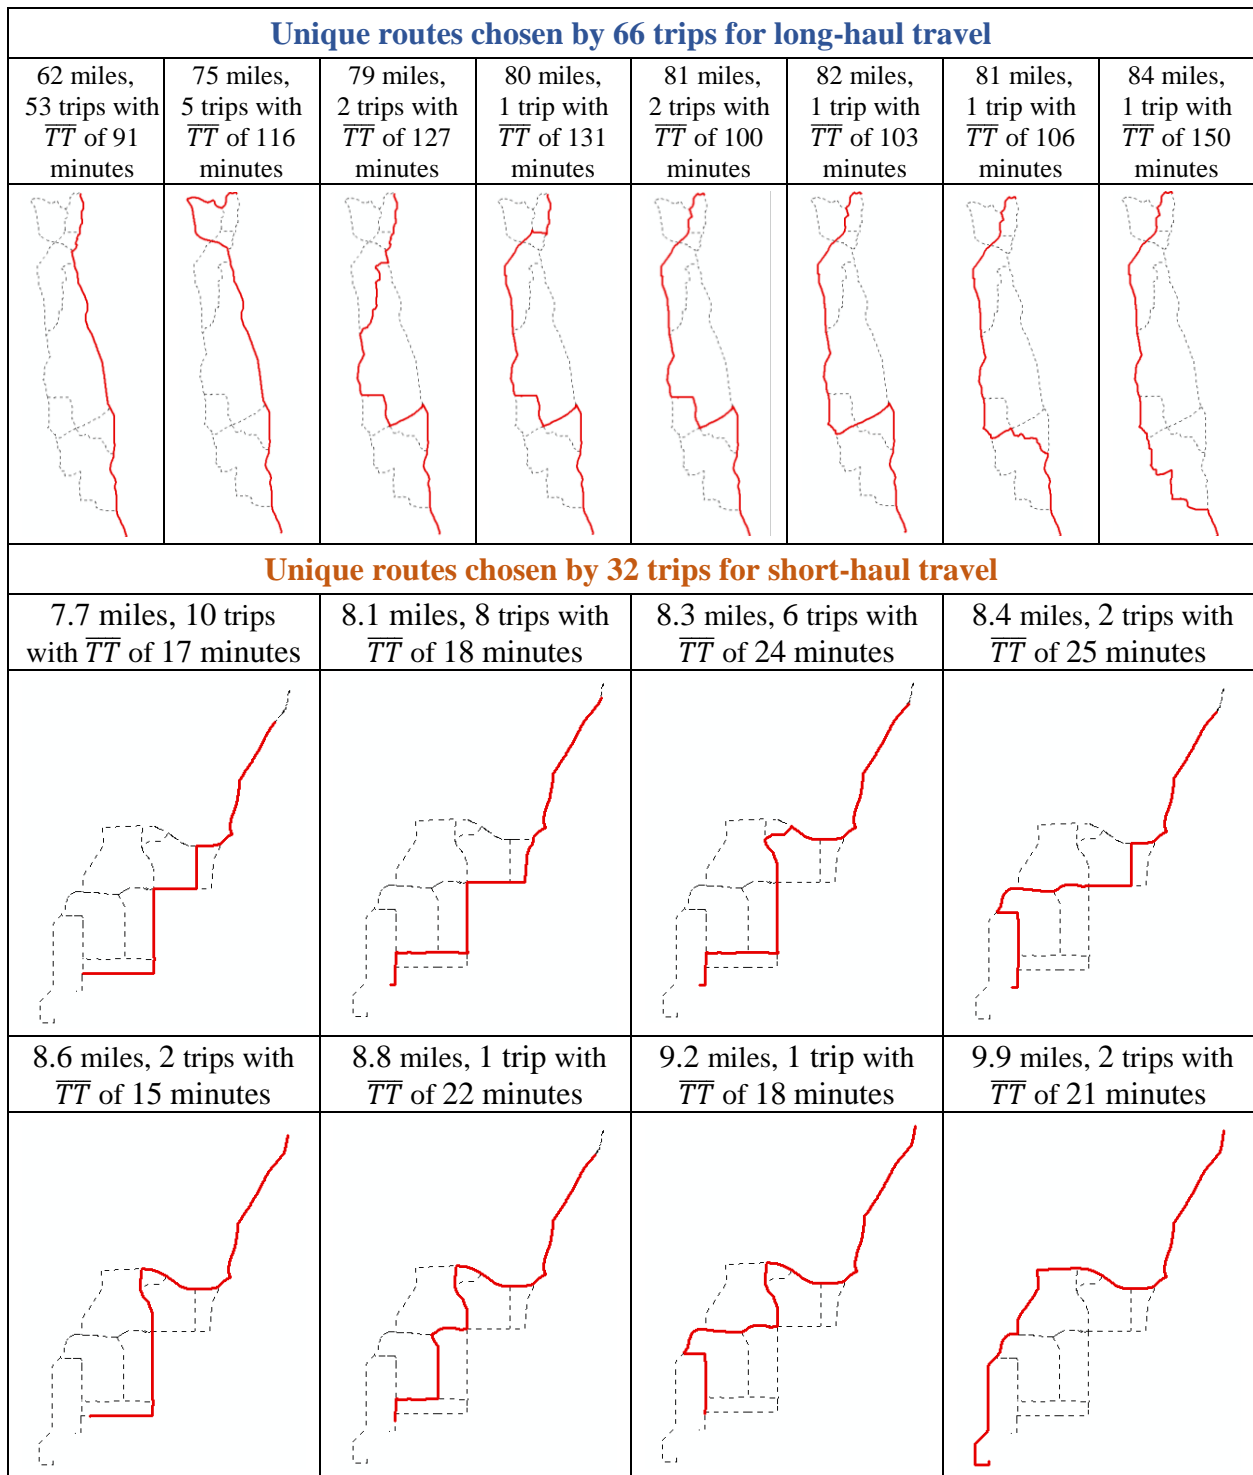 Unique routes chosen by 66 trips for long-haul travel
62 miles,
53 trips with
TT of 91
minutes
75 miles,
5 trips with
TT of 116
minutes
79 miles,
2 trips with
TT of 127
minutes
80 miles,
1 trip with
TT of 131
minutes
81 miles,
2 trips with
TT of 100
minutes
82 miles,
1 trip with
TT of 103
minutes
81 miles,
1 trip with
TT of 106
minutes
84 miles,
1 trip with
TT of 150
minutes
Unique routes chosen by 32 trips for short-haul travel
7.7 miles, 10 trips
with TT of 17 minutes
8.1 miles, 8 trips with
TT of 18 minutes
8.3 miles, 6 trips with
TT of 24 minutes
8.4 miles, 2 trips with
TT of 25 minutes
8.6 miles, 2 trips with
TT of 15 minutes
8.8 miles, 1 trip with
TT of 22 minutes
9.2 miles, 1 trip with
TT of 18 minutes
9.9 miles, 2 trips with
TT of 21 minutes